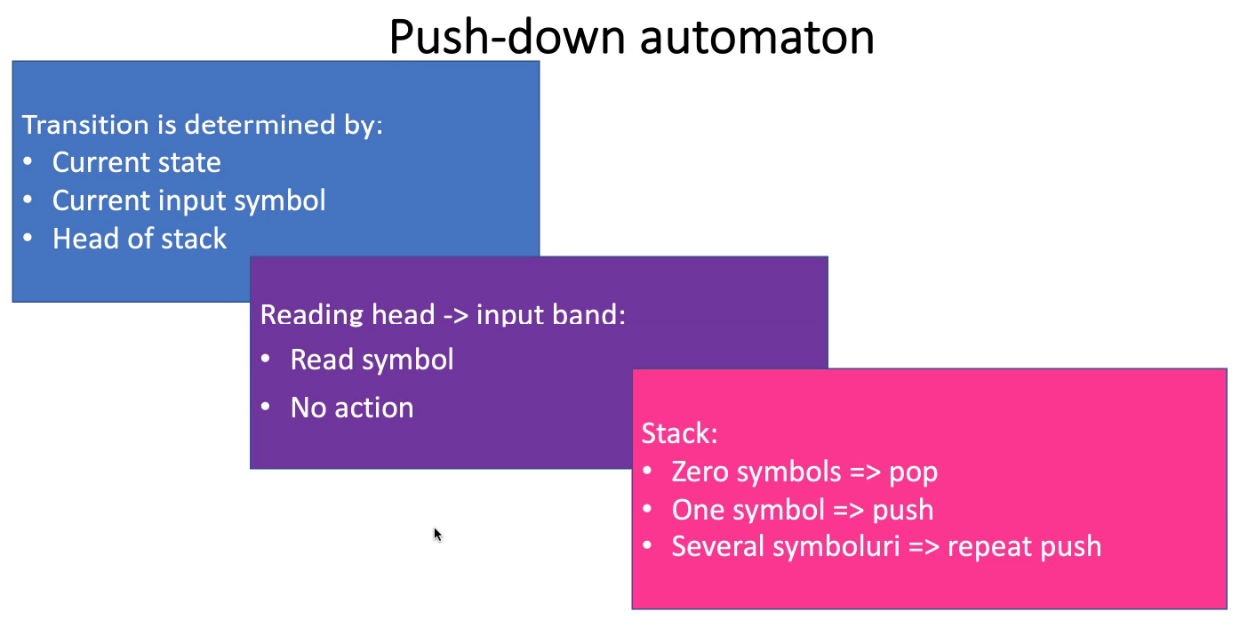 Push-down automaton
Transition is determined by:
• Current state
• Current input symbol
• Head of stack
Reading head -> input band:
• Read symbol
• No action
Stack:
• Zero symbols => pop
• One symbol => push
• Several symboluri => repeat push